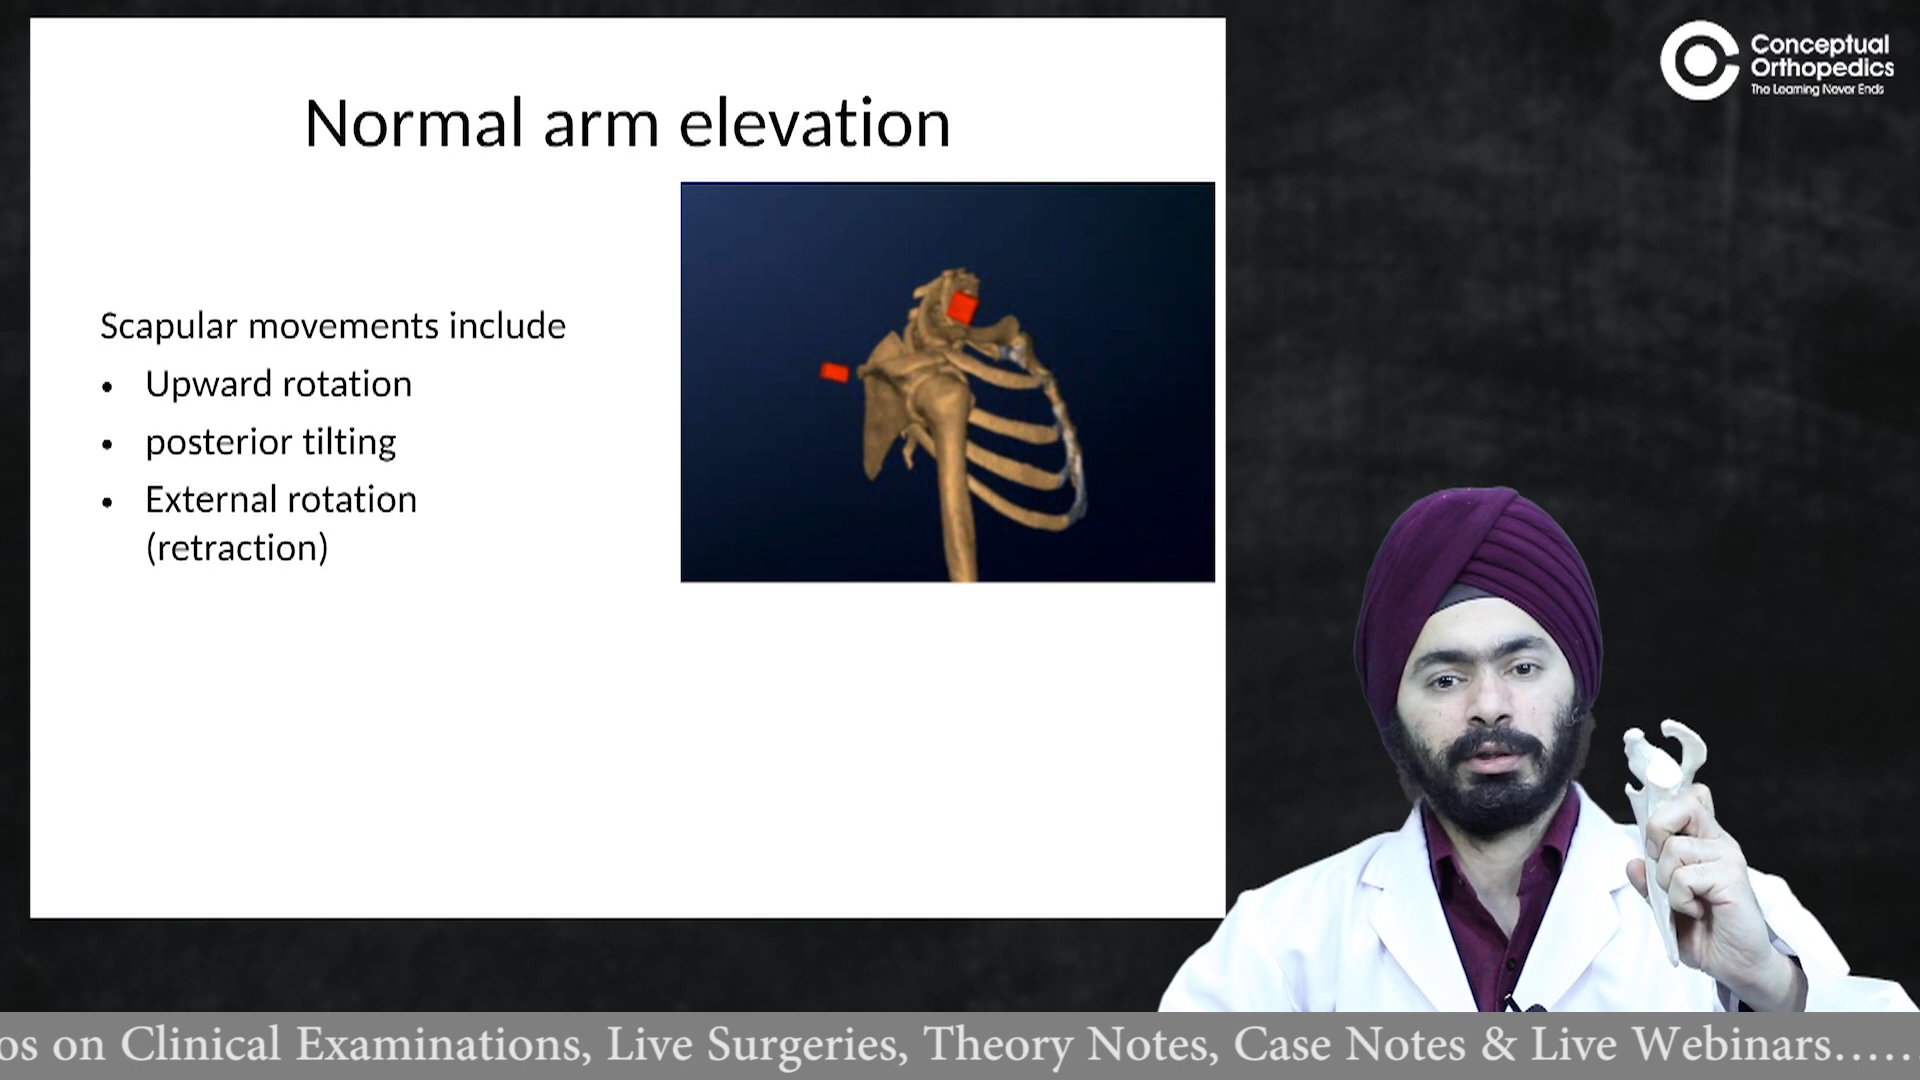 Conceptual
Orthopedics
The Learning Never Ends
Normal arm elevation
Scapular movements include
• Upward rotation
• posterior tilting
• External rotation
(retraction)
os on Clinical Examinations, Live Surgeries, Theory Notes, Case Notes & Live Webinars......